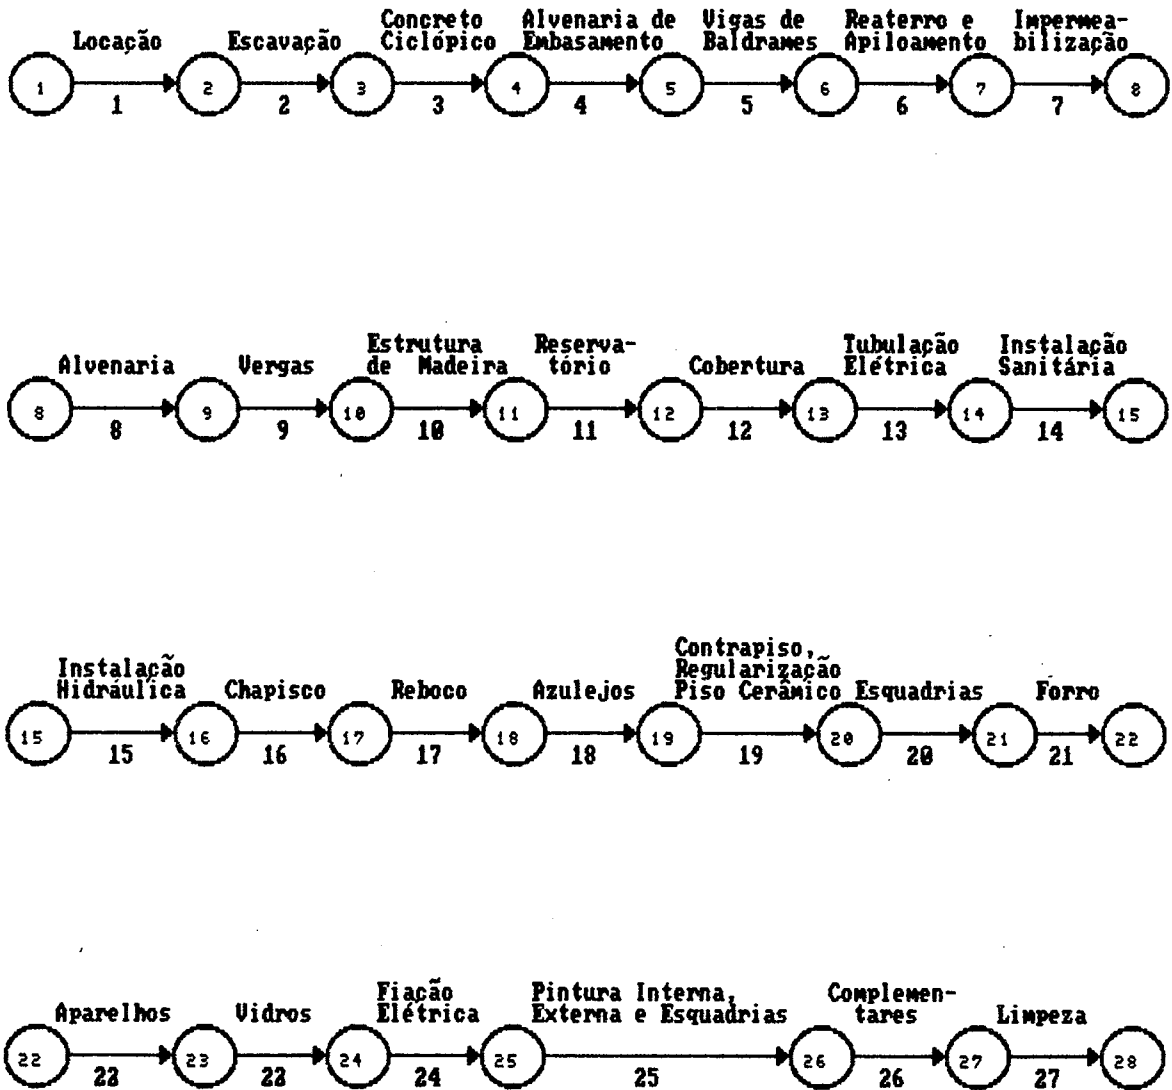 Locação
Escavação
Concreto
Ciclópico
Alvenaria de
Embasamento
Vigas de
Baldrames
Reaterro e
Apiloamento
Impermea-
bilização
1 2 3 4 5 6 7 8
1 2 3 4 5 6 7
Alvenaria
Vergas
Estrutura
de Madeira
Reserva-
tório
Cobertura
Tubulação
Elétrica
Instalação
Sanitária
8 9 10 11 12 13 14 15
8 9 10 11 12 13 14
Instalação
Hidráulica
Chapisco
Reboco
Azulejos
Contrapiso,
Regularização
Piso Cerâmico
Esquadrias
Forro
15 16 17 18 19 20 21 22
15 16 17 18 19 20 21
Aparelhos
Vidros
Fiação
Elétrica
Pintura Interna,
Externa e Esquadrias
Complemen-
tares
Limpeza
22 23 24 25 26 27 28
22 23 24 25 26 27